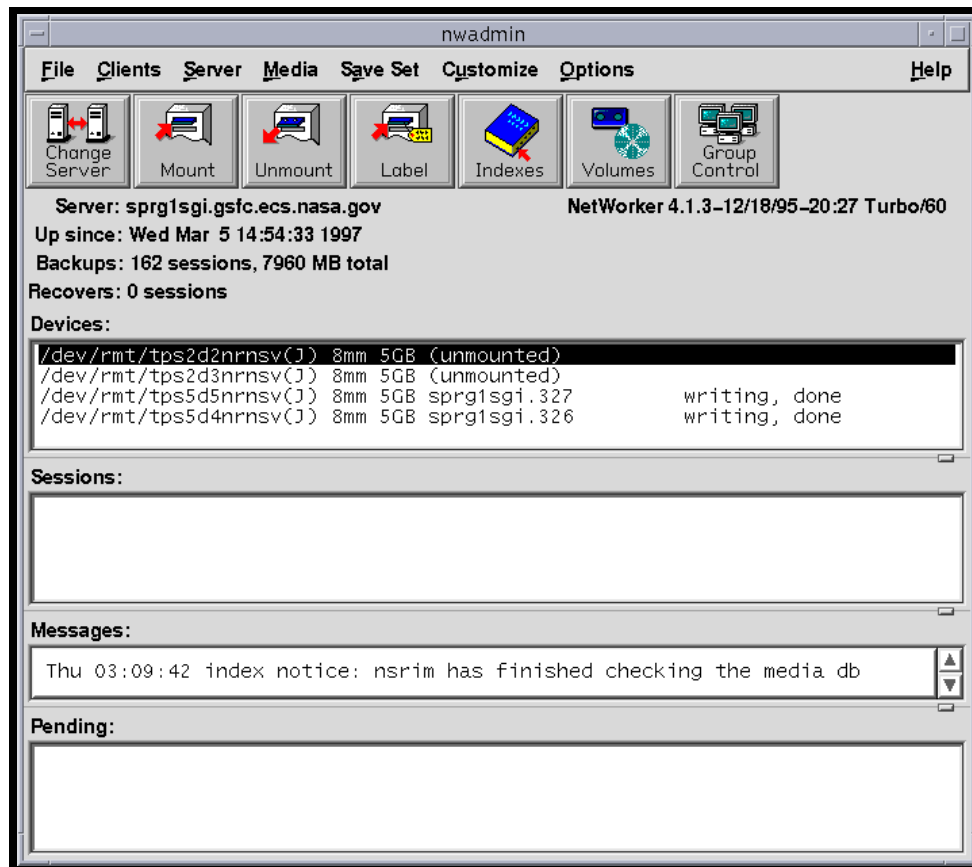 nwadmin
File Clients Server Media Save Set Customize Options Help
Change Server Mount Unmount Label Indexes Volumes Group Control
Server: sprg1sgi.gsfc.ecs.nasa.gov NetWorker 4.1.3-12/18/95-20:27 Turbo/60
Up since: Wed Mar 5 14:54:33 1997
Backups: 162 sessions, 7960 MB total
Recovers: 0 sessions
Devices:
/dev/rmt/tps2d2nrnsv(J) 8mm 5GB (unmounted)
/dev/rmt/tps2d3nrnsv(J) 8mm 5GB (unmounted)
/dev/rmt/tps5d5nrnsv(J) 8mm 5GB sprg1sgi.327 writing, done
/dev/rmt/tps5d4nrnsv(J) 8mm 5GB sprg1sgi.326 writing, done
Sessions:
Messages:
Thu 03:09:42 index notice: nsrim has finished checking the media db
Pending: